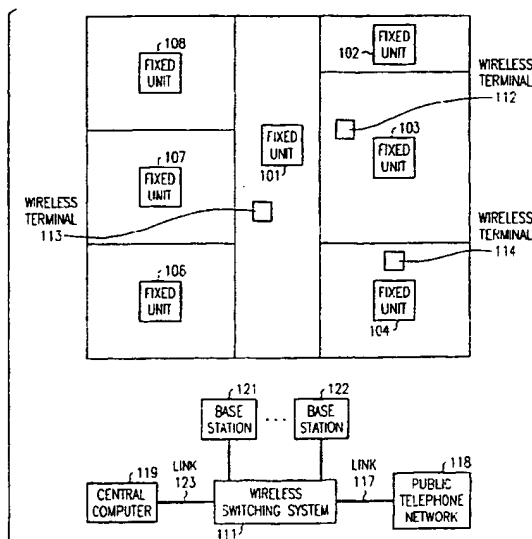 108
FIXED
UNIT
FIXED
UNIT
102
WIRELESS
TERMINAL
112
107
FIXED
UNIT
FIXED
UNIT
101
103
FIXED
UNIT
WIRELESS
TERMINAL
113
WIRELESS
TERMINAL
114
106
FIXED
UNIT
FIXED
UNIT
104
121
BASE
STATION
...
122
BASE
STATION
119
CENTRAL
COMPUTER
LINK
123
WIRELESS
SWITCHING SYSTEM
111
LINK
117
118
PUBLIC
TELEPHONE
NETWORK